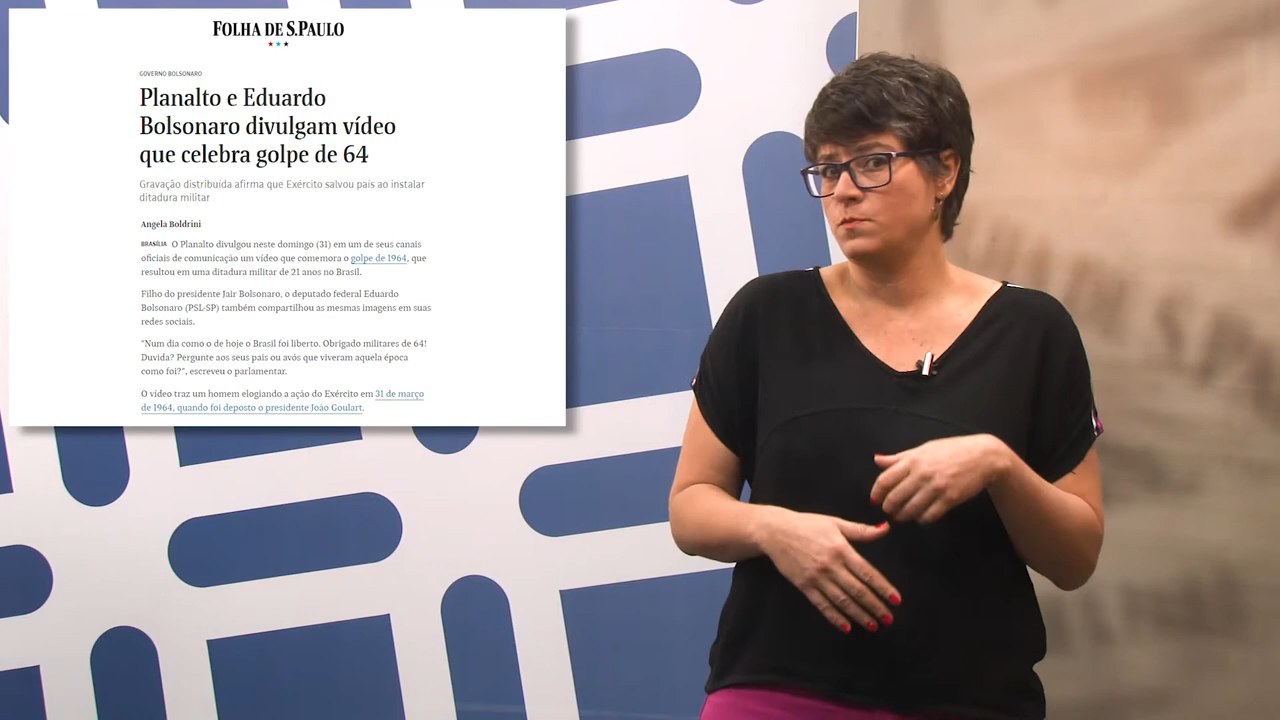 FOLHA DE S.PAULO
GOVERNO BOLSONARO
Planalto e Eduardo
Bolsonaro divulgam vídeo
que celebra golpe de 64
Gravação distribuída afirma que Exército salvou país ao instalar
ditadura militar
Angela Boldrini
BRASÍLIA O Planalto divulgou neste domingo (31) em um de seus canais
oficiais de comunicação um vídeo que comemora o golpe de 1964, que
resultou em uma ditadura militar de 21 anos no Brasil.
Filho do presidente Jair Bolsonaro, o deputado federal Eduardo
Bolsonaro (PSL-SP) também compartilhou as mesmas imagens em suas
redes sociais.
"Num dia como o de hoje o Brasil foi liberto. Obrigado militares de 64!
Duvida? Pergunte aos seus pais ou avós que viveram aquela época
como foi?", escreveu o parlamentar.
O vídeo traz um homem elogiando a ação do Exército em 31 de março
de 1964, quando foi deposto o presidente João Goulart.